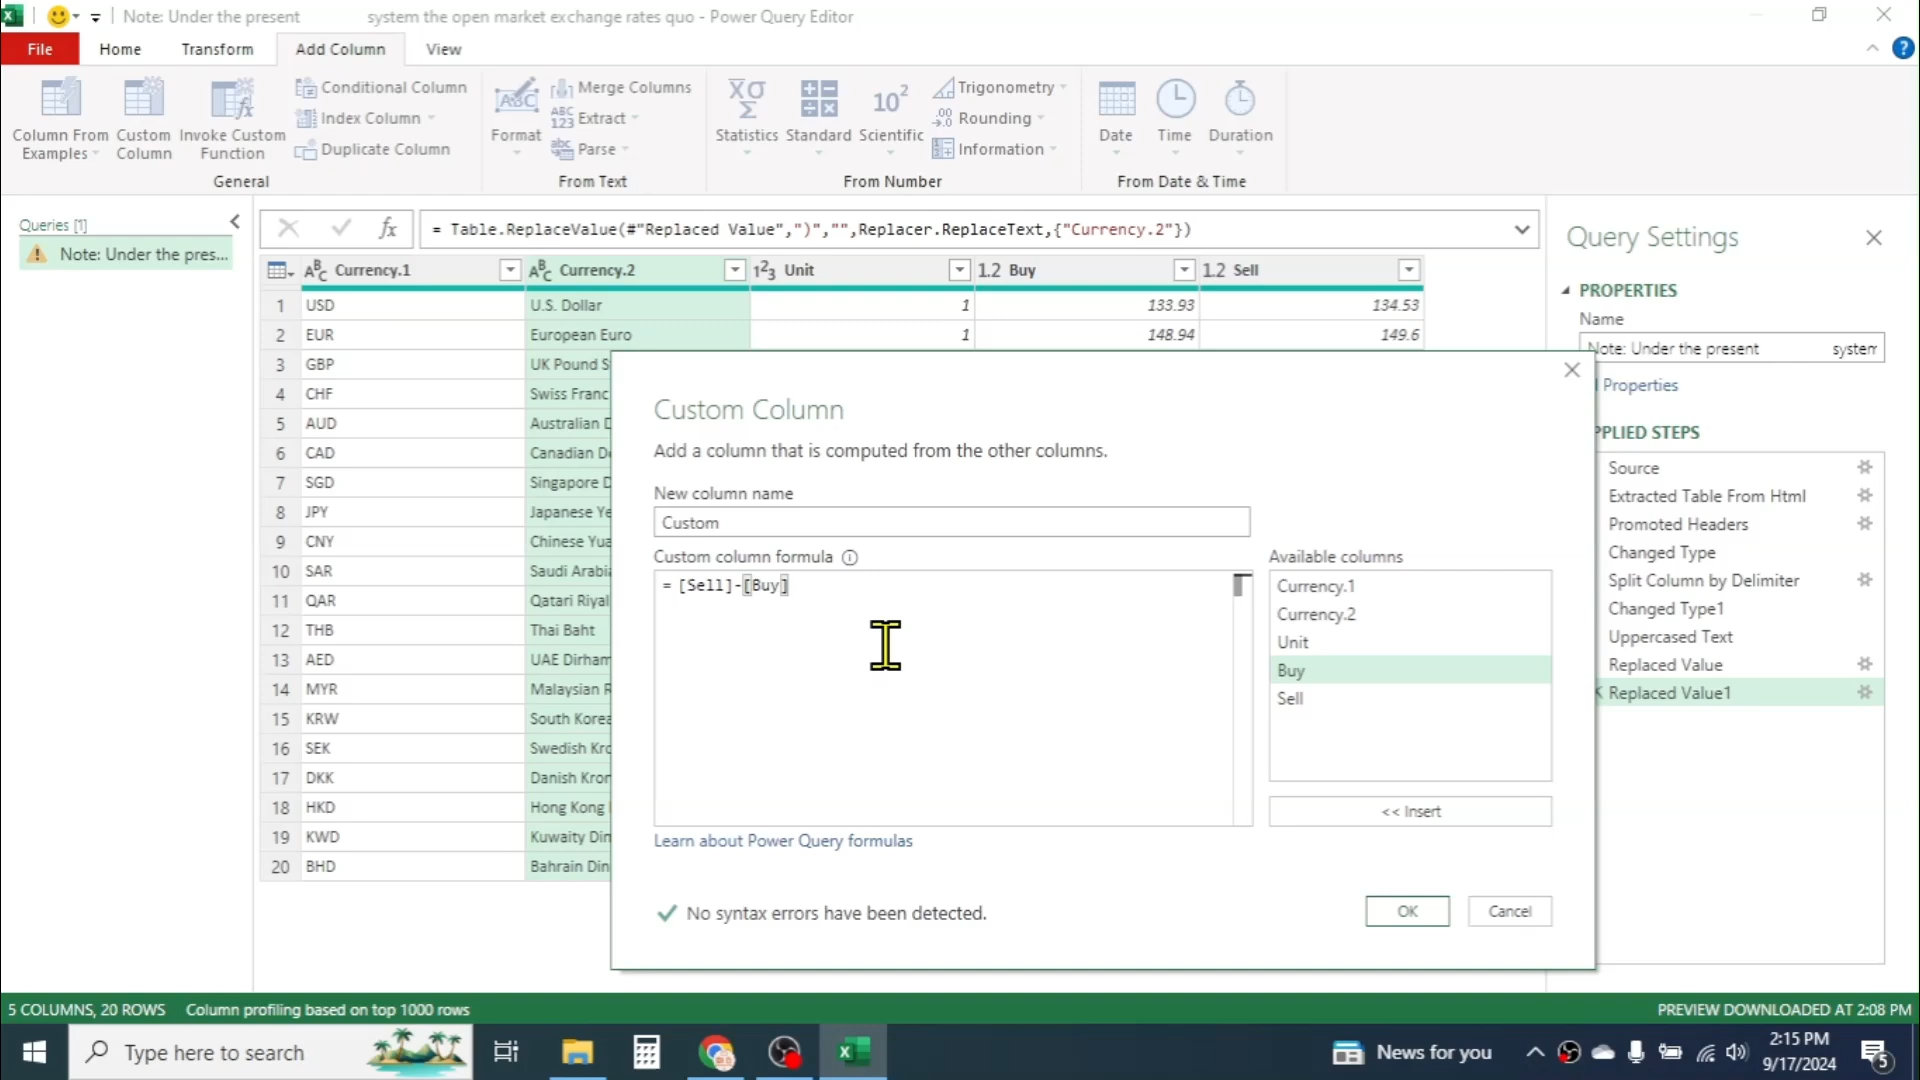 Note: Under the present system the open market exchange rates quo - Power Query Editor
File Home Transform Add Column View
Column From Examples
Custom Column
Invoke Custom Function
Conditional Column
Index Column
Duplicate Column
General
Format
Merge Columns
Extract
Parse
From Text
Statistics
Standard
Scientific
Trigonometry
Rounding
Information
From Number
Date
Time
Duration
From Date & Time
Queries [1]
Note: Under the pres...
= Table.ReplaceValue(#"Replaced Value",")","",Replacer.ReplaceText,{"Currency.2"})
Currency.1 Currency.2 Unit Buy Sell
1 USD U.S. Dollar 1 133.93 134.53
2 EUR European Euro 1 148.94 149.6
3 GBP UK Pound S
4 CHF Swiss Franc
5 AUD Australian D
6 CAD Canadian Do
7 SGD Singapore D
8 JPY Japanese Ye
9 CNY Chinese Yua
10 SAR Saudi Arabia
11 QAR Qatari Riyal
12 THB Thai Baht
13 AED UAE Dirham
14 MYR Malaysian R
15 KRW South Korea
16 SEK Swedish Kro
17 DKK Danish Kron
18 HKD Hong Kong
19 KWD Kuwaity Din
20 BHD Bahrain Din
Custom Column
Add a column that is computed from the other columns.
New column name
Custom
Custom column formula
= [Sell]-[Buy]
Available columns
Currency.1
Currency.2
Unit
Buy
Sell
<< Insert
Learn about Power Query formulas
No syntax errors have been detected.
OK
Cancel
Query Settings
PROPERTIES
Name
Note: Under the present system
Properties
PPLIED STEPS
Source
Extracted Table From Html
Promoted Headers
Changed Type
Split Column by Delimiter
Changed Type1
Uppercased Text
Replaced Value
Replaced Value1
5 COLUMNS, 20 ROWS Column profiling based on top 1000 rows
PREVIEW DOWNLOADED AT 2:08 PM
Type here to search
News for you
2:15 PM
9/17/2024
5